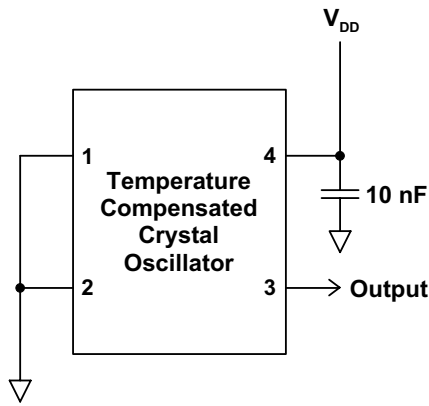 V_DD
1
4
Temperature
Compensated
Crystal
Oscillator
10 nF
2
3
Output